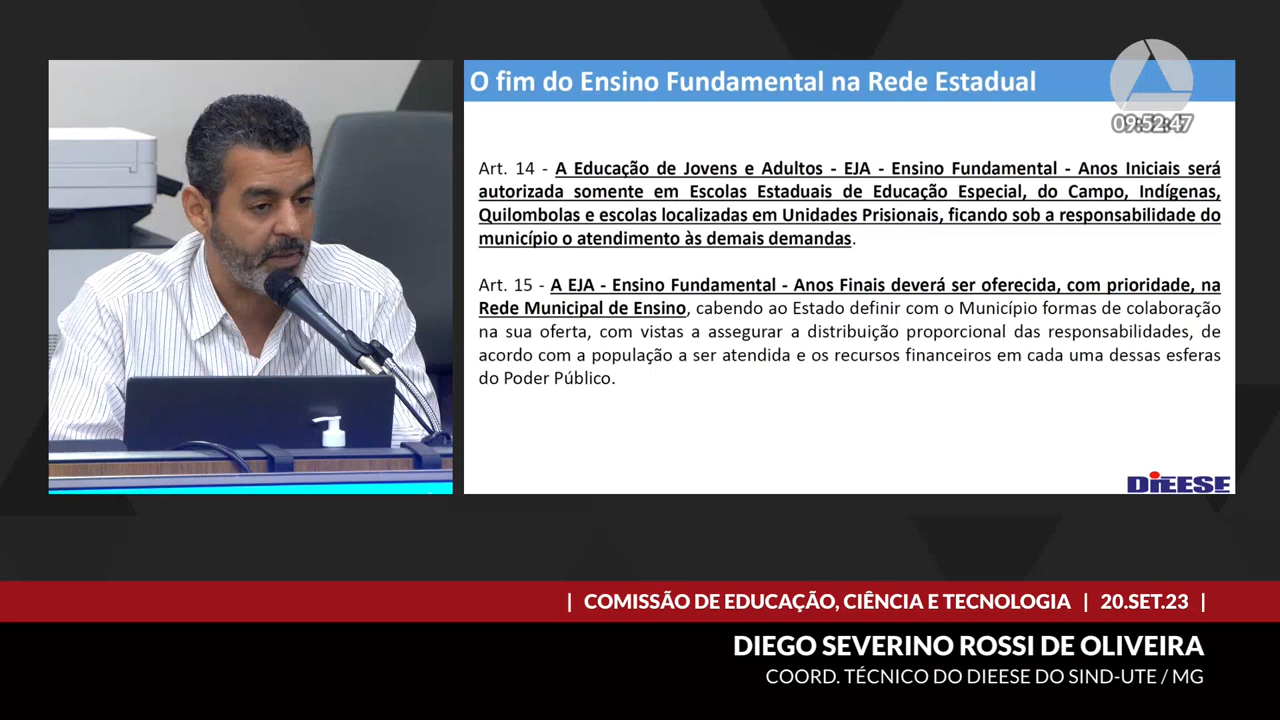 O fim do Ensino Fundamental na Rede Estadual
09:52:47
Art. 14 - A Educação de Jovens e Adultos - EJA - Ensino Fundamental - Anos Iniciais será
autorizada somente em Escolas Estaduais de Educação Especial, do Campo, Indígenas,
Quilombolas e escolas localizadas em Unidades Prisionais, ficando sob a responsabilidade do
município o atendimento às demais demandas.
Art. 15 - A EJA - Ensino Fundamental - Anos Finais deverá ser oferecida, com prioridade, na
Rede Municipal de Ensino, cabendo ao Estado definir com o Município formas de colaboração
na sua oferta, com vistas a assegurar a distribuição proporcional das responsabilidades, de
acordo com a população a ser atendida e os recursos financeiros em cada uma dessas esferas
do Poder Público.
DIEESE
| COMISSÃO DE EDUCAÇÃO, CIÊNCIA E TECNOLOGIA | 20.SET.23 |
DIEGO SEVERINO ROSSI DE OLIVEIRA
COORD. TÉCNICO DO DIEESE DO SIND-UTE / MG